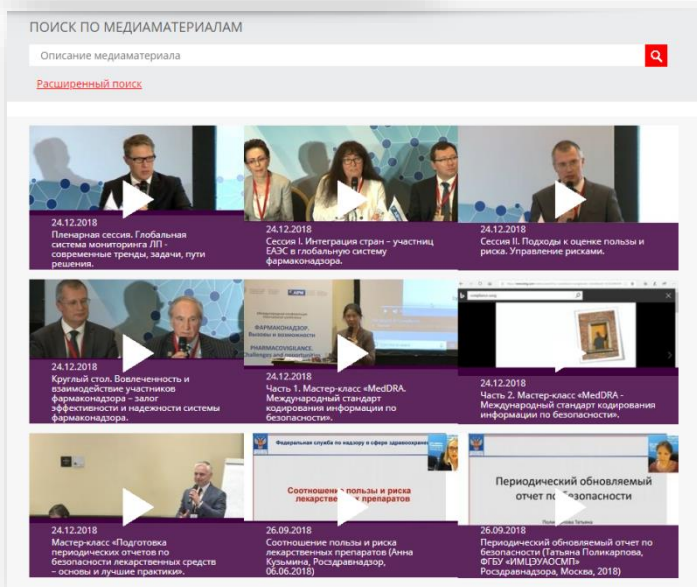 ПОИСК ПО МЕДИАМАТЕРИАЛАМ
Описание медиаматериала
Расширенный поиск
24.12.2018
Пленарная сессия. Глобальная
система мониторинга ЛП -
современные тренды, задачи, пути
решения.
24.12.2018
Сессия I. Интеграция стран – участниц
ЕАЭС в глобальную систему
фармаконадзора.
24.12.2018
Сессия II. Подходы к оценке пользы и
риска. Управление рисками.
24.12.2018
Круглый стол. Вовлеченность и
взаимодействие участников
фармаконадзора – залог
эффективности и надежности системы
фармаконадзора.
ФАРМАКОНАДЗОР.
Вызовы и возможности
PHARMACOVIGILANCE.
Challenges and opportunities
24.12.2018
Часть 1. Мастер-класс «MedDRA.
Международный стандарт
кодирования информации по
безопасности».
24.12.2018
Часть 2. Мастер-класс «MedDRA -
Международный стандарт кодирования
информации по безопасности».
24.12.2018
Мастер-класс «Подготовка
периодических отчетов по
безопасности лекарственных средств
– основы и лучшие практики».
Федеральная служба по надзору в сфере здравоохранения
Соотношение пользы и риска
лекарственных препаратов
26.09.2018
Соотношение пользы и риска
лекарственных препаратов (Анна
Кузьмина, Росздравнадзор,
06.06.2018)
Периодический обновляемый
отчет по безопасности
26.09.2018
Периодический обновляемый отчет по
безопасности (Татьяна Поликарпова,
ФГБУ «ИМЦЭУАОСМП»
Росздравнадзора, Москва, 2018)